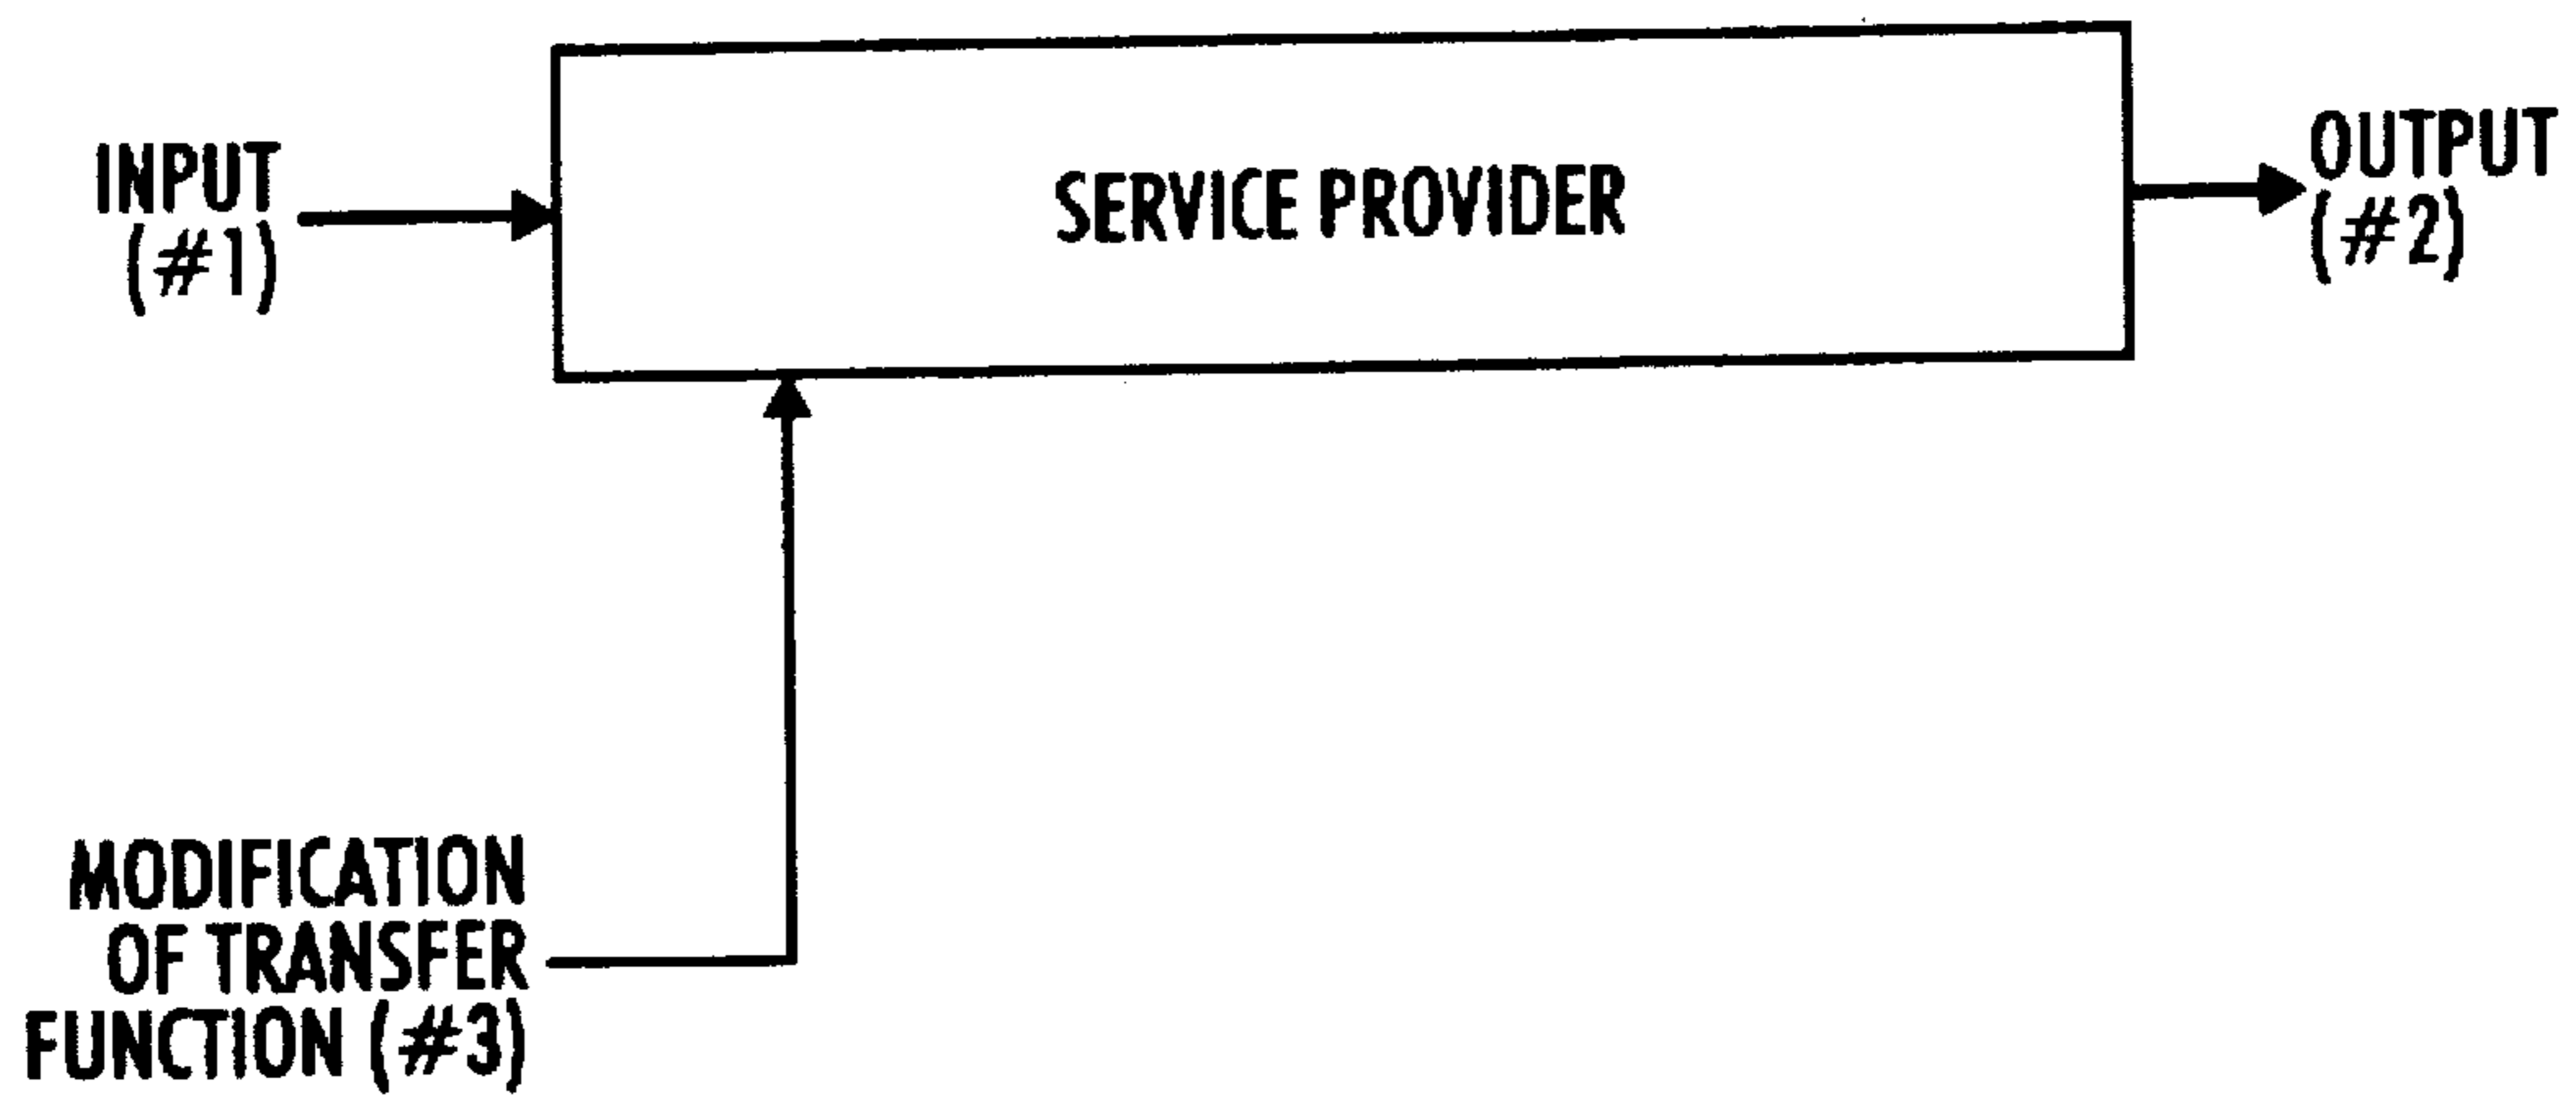 INPUT
(#1)
SERVICE PROVIDER
OUTPUT
(#2)
MODIFICATION
OF TRANSFER
FUNCTION (#3)